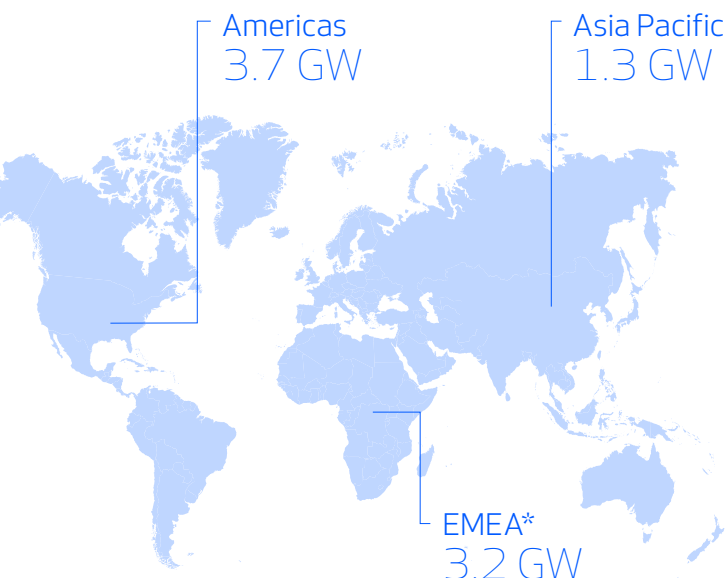 Americas
3.7 GW
Asia Pacific
1.3 GW
EMEA*
3.2 GW